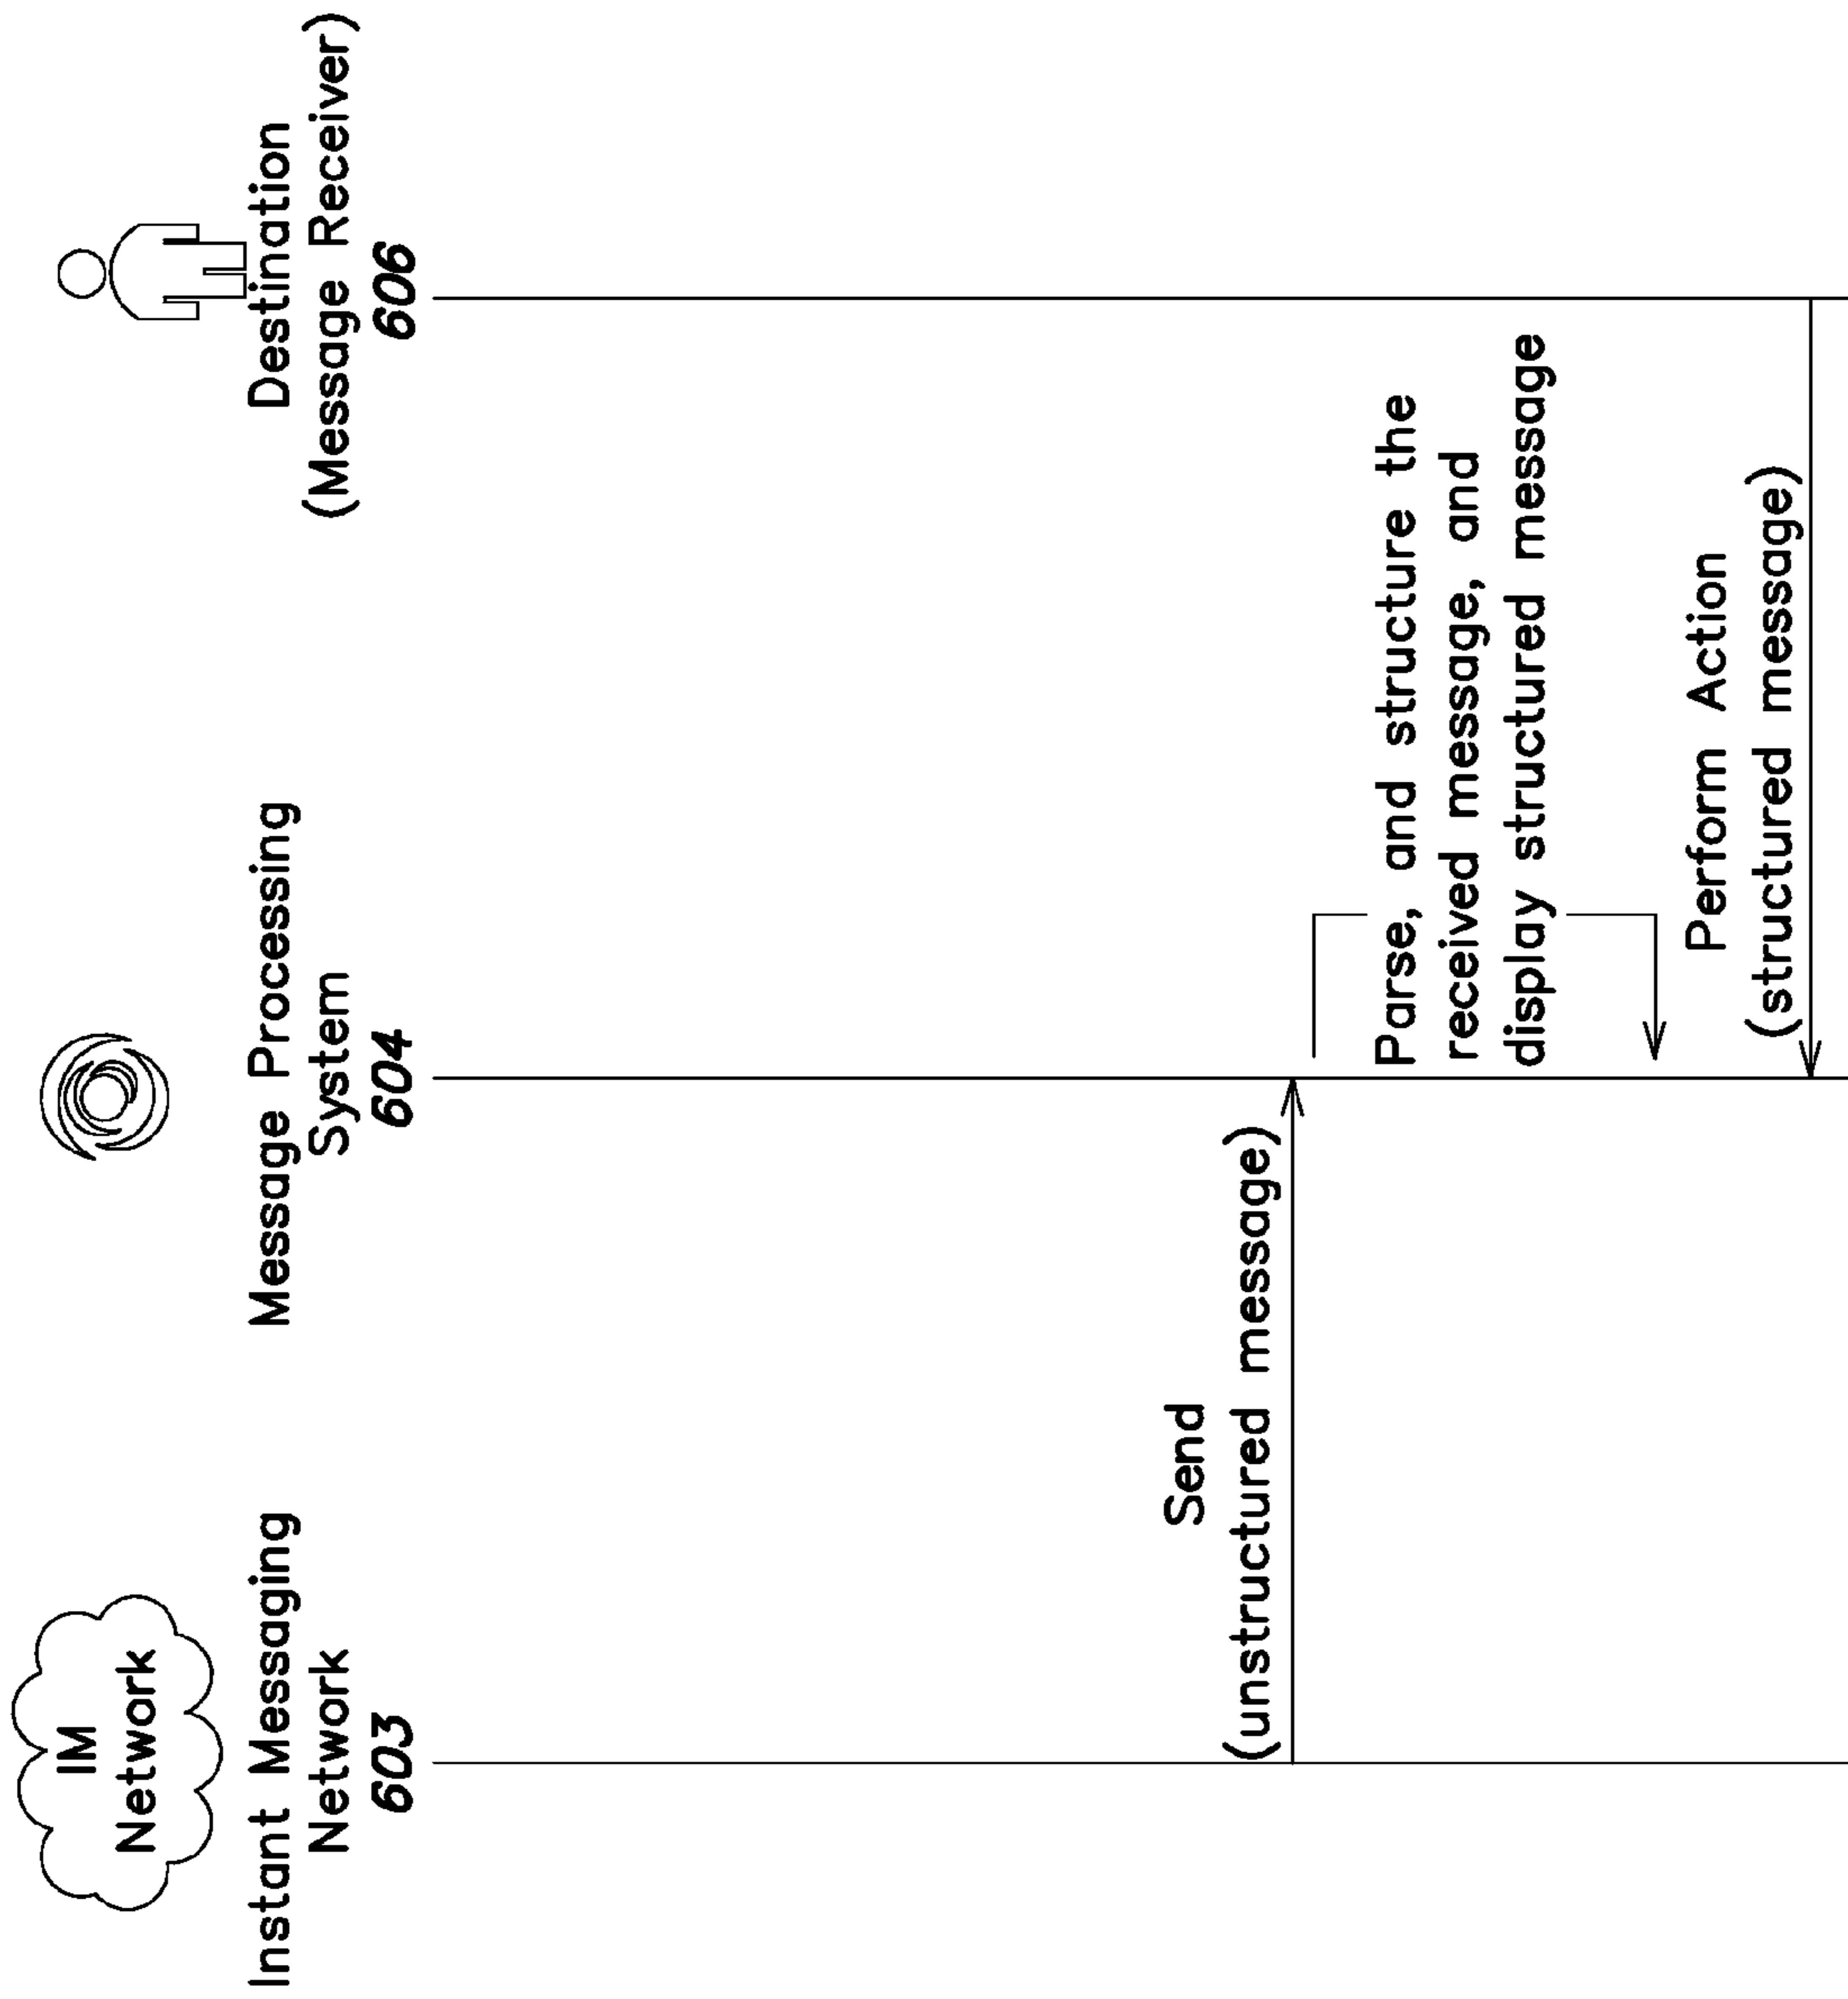 IM
Network
Instant Messaging
Network
603
Message Processing
System
604
Destination
(Message Receiver)
606
Send
(unstructured message)
Parse, and structure the
received message, and
display structured message
Perform Action
(structured message)